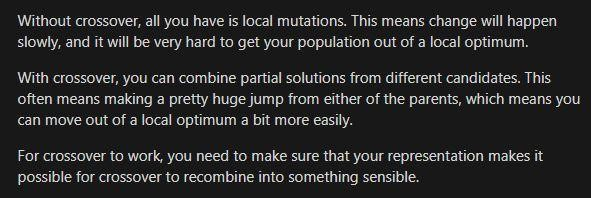 Without crossover, all you have is local mutations. This means change will happen
slowly, and it will be very hard to get your population out of a local optimum.
With crossover, you can combine partial solutions from different candidates. This
often means making a pretty huge jump from either of the parents, which means you
can move out of a local optimum a bit more easily.
For crossover to work, you need to make sure that your representation makes it
possible for crossover to recombine into something sensible.